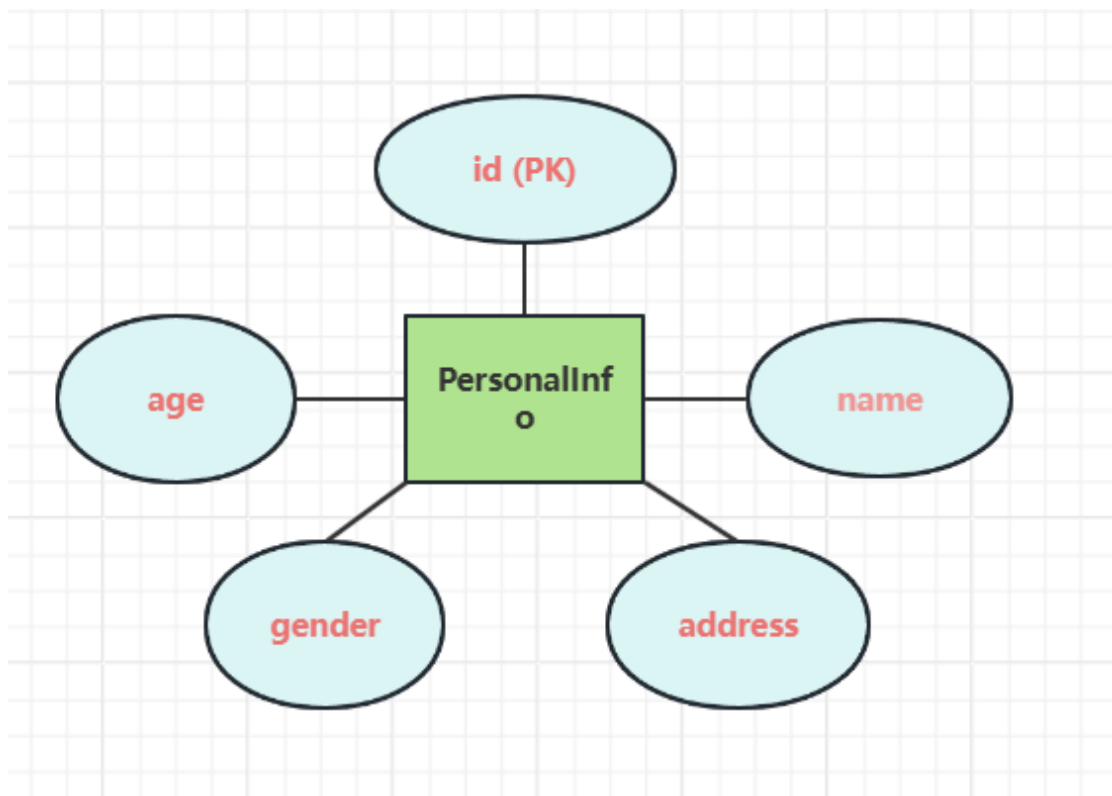 id (PK)
age
PersonalInf
o
name
gender
address